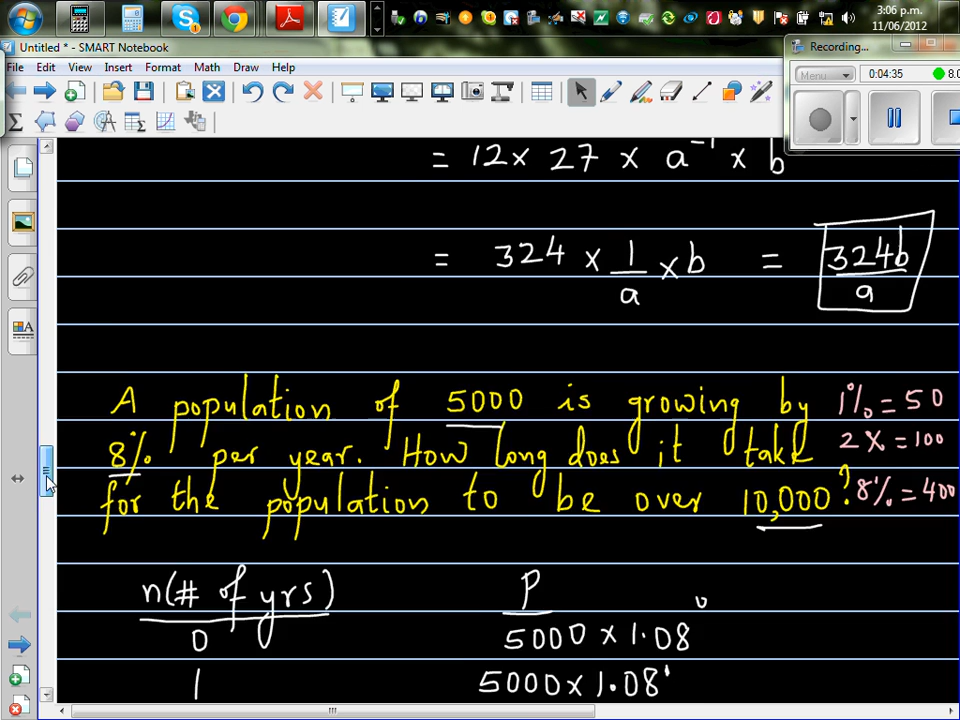 3:06 p.m.
11/06/2012
Untitled * - SMART Notebook
File Edit View Insert Format Math Draw Help
Recording...
Menu
0:04:35
8.0
= 12 × 27 × a⁻¹ × b
= 324 × 1/a × b = 324b/a
A population of 5000 is growing by 1% = 50
8% per year. How long does it take 2% = 100
for the population to be over 10,000? 8% = 400
n(# of yrs) P
0 5000 × 1.08⁰
1 5000 × 1.08¹